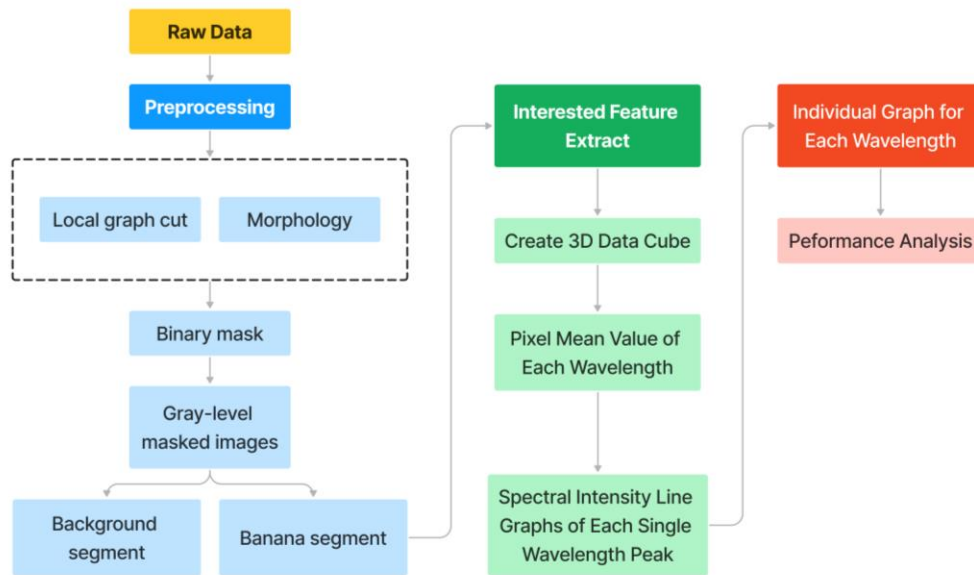 Raw Data
Preprocessing
Local graph cut
Morphology
Binary mask
Gray-level
masked images
Background
segment
Banana segment
Interested Feature
Extract
Create 3D Data Cube
Pixel Mean Value of
Each Wavelength
Spectral Intensity Line
Graphs of Each Single
Wavelength Peak
Individual Graph for
Each Wavelength
Peformance Analysis